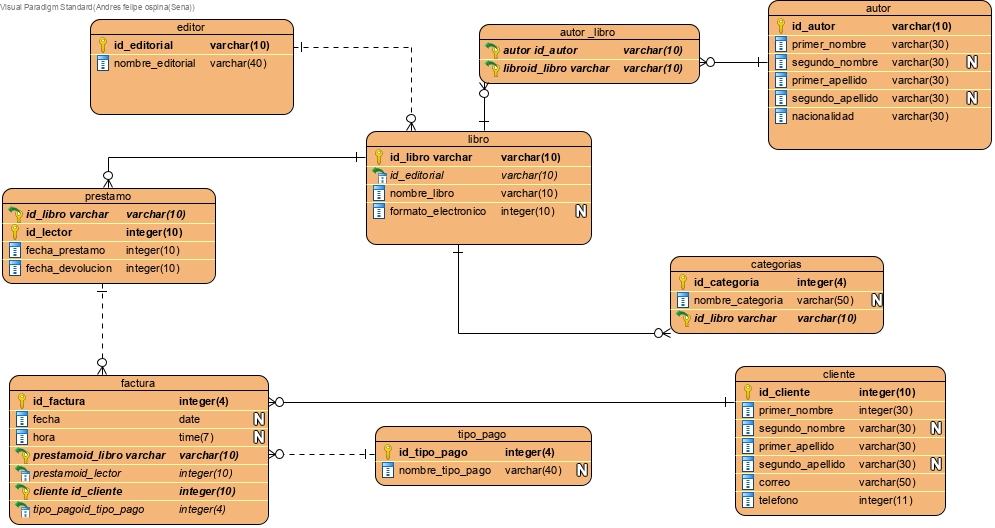 Visual Paradigm Standard(Andres felipe ospina(Sena))
editor
id_editorial varchar(10)
nombre_editorial varchar(40)
autor _libro
autor id_autor varchar(10)
libroid_libro varchar varchar(10)
autor
id_autor varchar(10)
primer_nombre varchar(30)
segundo_nombre varchar(30) N
primer_apellido varchar(30)
segundo_apellido varchar(30) N
nacionalidad varchar(30)
libro
id_libro varchar varchar(10)
id_editorial varchar(10)
nombre_libro varchar(10)
formato_electronico integer(10) N
prestamo
id_libro varchar varchar(10)
id_lector integer(10)
fecha_prestamo integer(10)
fecha_devolucion integer(10)
categorias
id_categoria integer(4)
nombre_categoria varchar(50) N
id_libro varchar varchar(10)
factura
id_factura integer(4)
fecha date N
hora time(7) N
prestamoid_libro varchar varchar(10)
prestamoid_lector integer(10)
cliente id_cliente integer(10)
tipo_pagoid_tipo_pago integer(4)
tipo_pago
id_tipo_pago integer(4)
nombre_tipo_pago varchar(40) N
cliente
id_cliente integer(10)
primer_nombre integer(30)
segundo_nombre varchar(30) N
primer_apellido varchar(30)
segundo_apellido varchar(30) N
correo varchar(50)
telefono integer(11)